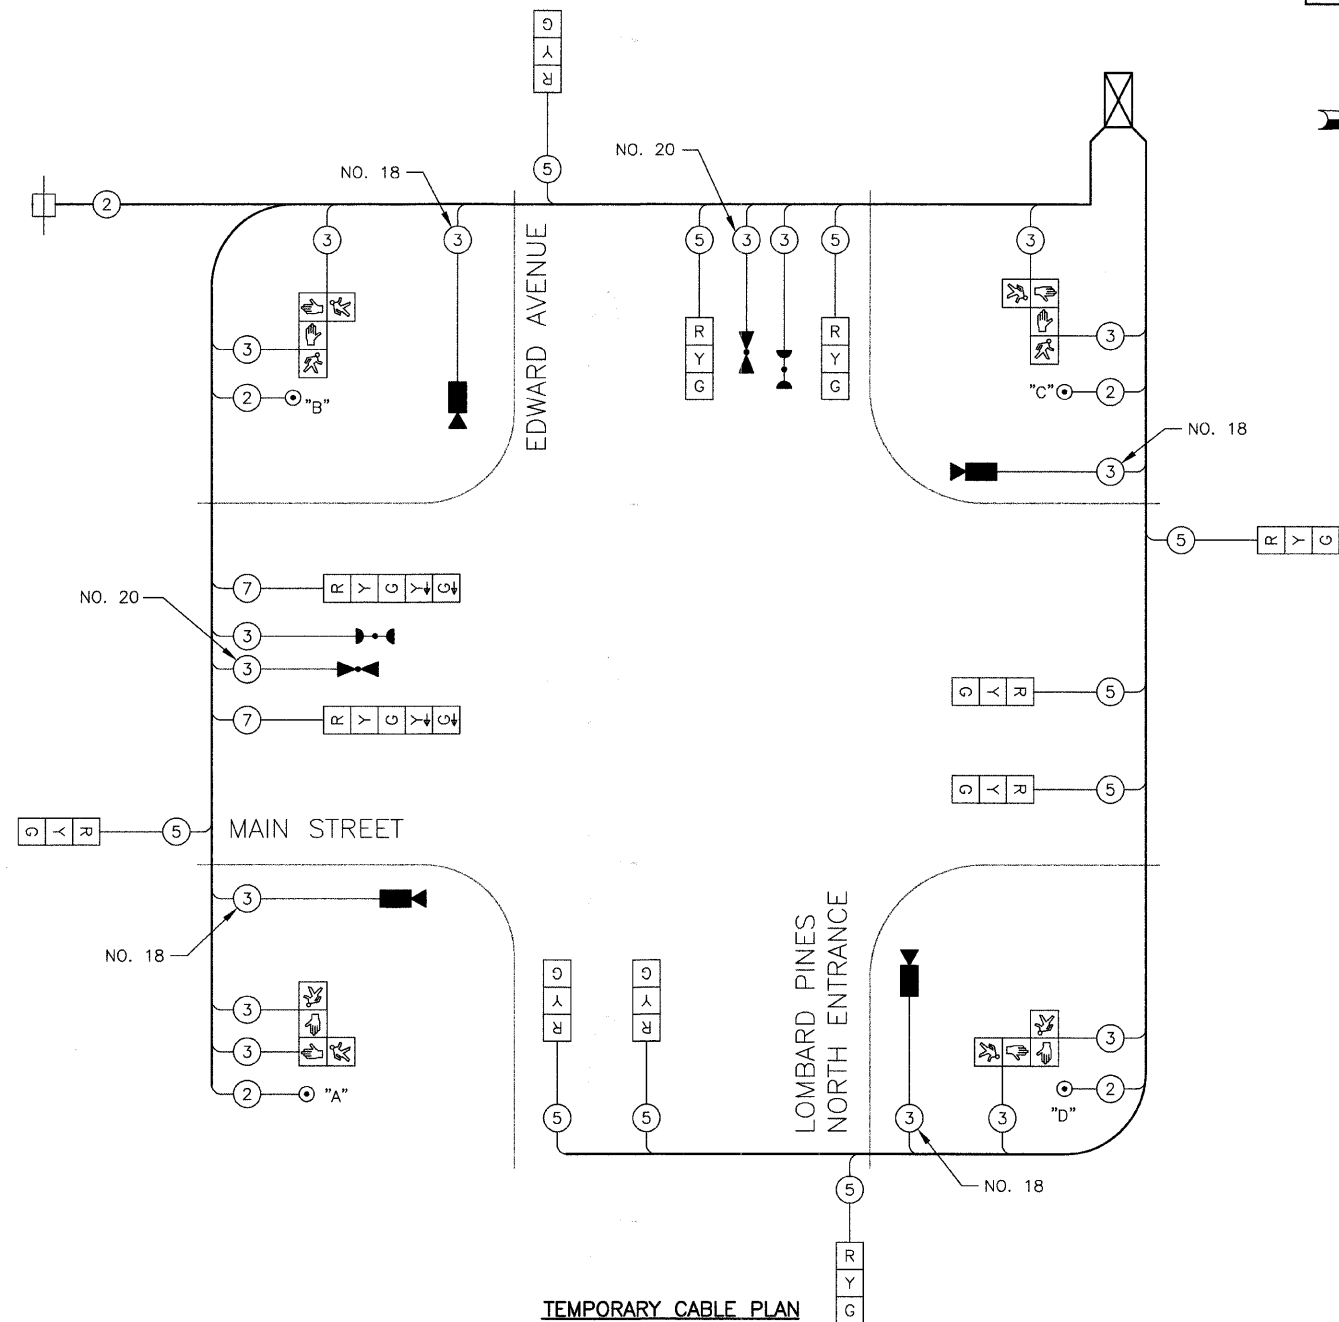 G
Y
R
5
NO. 20
NO. 18
2
3
3
5
3
3
5
3
EDWARD AVENUE
R
Y
G
R
Y
G
3
3
2
"B"
"C"
2
NO. 18
3
5
R Y G
7
R Y G Y G
NO. 20
3
3
G Y R
5
7
R Y G Y G
G Y R
5
G Y R
5
MAIN STREET
3
NO. 18
LOMBARD PINES
NORTH ENTRANCE
G
Y
R
G
Y
R
3
3
3
2
"A"
2
"D"
5
5
3
3
NO. 18
5
R
Y
G
TEMPORARY CABLE PLAN